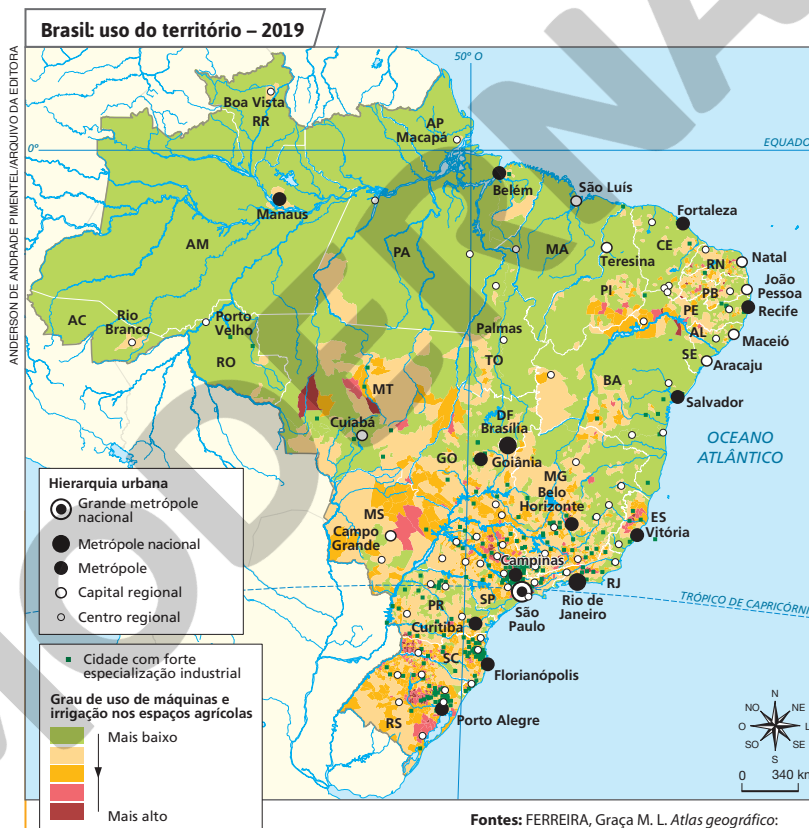 Brasil: uso do território – 2019
ANDERSON DE ANDRADE PIMENTEL/ARQUIVO DA EDITORA
50° O
0°
EQUADO
Boa Vista
RR
AP
Macapá
Belém
São Luís
Manaus
Fortaleza
AM
PA
MA
CE
Teresina
RN
Natal
PI
PB
João
Pessoa
PE
Recife
AC
Rio
Branco
Porto
Velho
Palmas
AL
Maceió
RO
TO
SE
Aracaju
MT
BA
Salvador
Cuiabá
DF
Brasília
OCEANO
ATLÂNTICO
GO
Goiânia
MG
Belo
Horizonte
MS
Campo
Grande
ES
Vitória
Campinas
RJ
SP
PR
São
Paulo
Rio de
Janeiro
TRÓPICO DE CAPRICÓRNI
Curitiba
SC
Florianópolis
RS
Porto Alegre
Hierarquia urbana
Grande metrópole
nacional
Metrópole nacional
Metrópole
Capital regional
Centro regional
Cidade com forte
especialização industrial
Grau de uso de máquinas e
irrigação nos espaços agrícolas
Mais baixo
Mais alto
N
NO
NE
O
L
SO
SE
S
0 340 km
Fontes: FERREIRA, Graça M. L. Atlas geográfico:
MODERNA